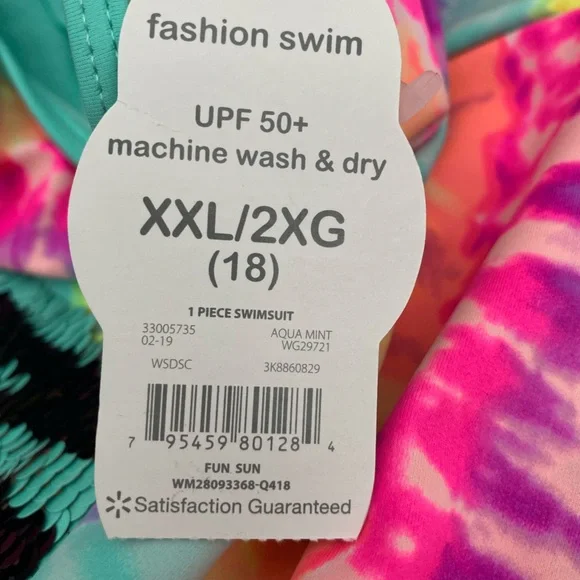 fashion swim
UPF 50+
machine wash & dry
XXL/2XG
(18)
1 PIECE SWIMSUIT
33005735 AQUA MINT
02-19 WG29721
WSDSC 3K8860829
7 95459 80128 4
FUN SUN
WM28093368-Q418
Satisfaction Guaranteed